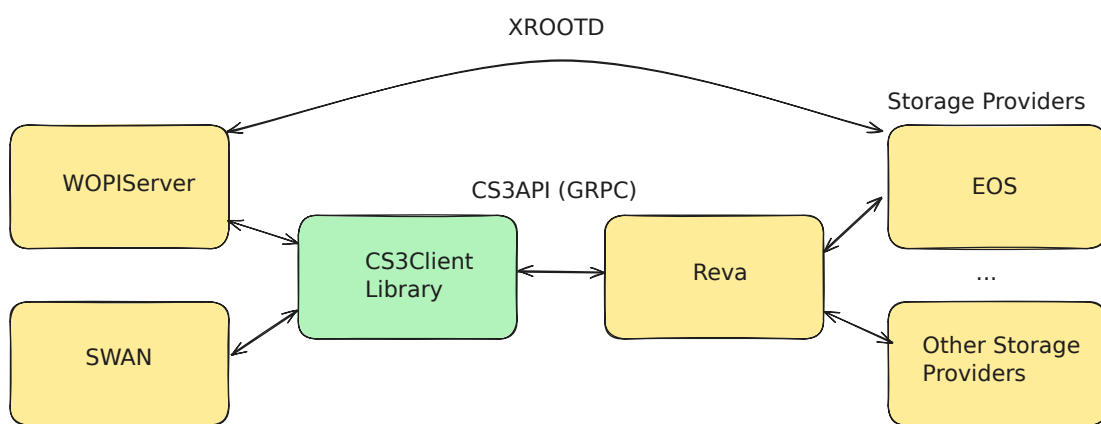 XROOTD
Storage Providers
WOPIServer
EOS
CS3API (GRPC)
CS3Client
Library
Reva
...
SWAN
Other Storage
Providers